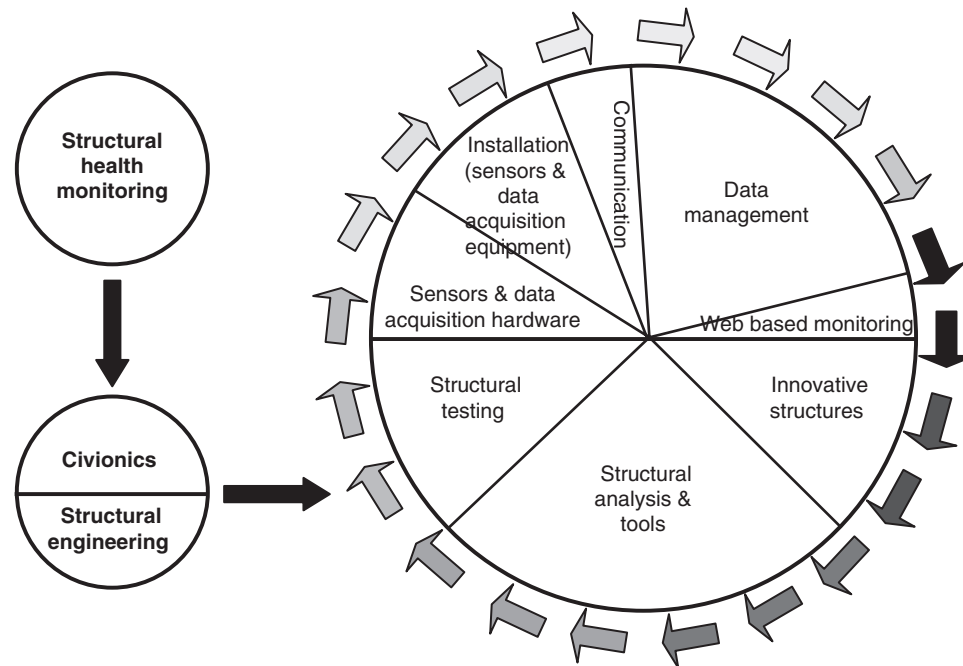 Structural
health
monitoring
Civionics
Structural
engineering
Installation
(sensors &
data
acquisition
equipment)
Communication
Data
management
Sensors & data
acquisition hardware
Web based monitoring
Structural
testing
Innovative
structures
Structural
analysis &
tools